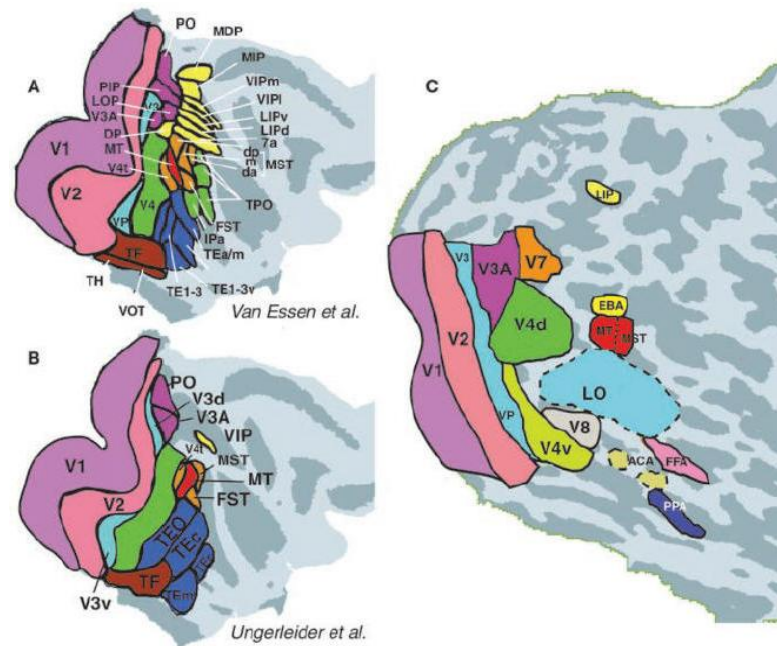 A
PO
MDP
MIP
VIPm
VIPl
LIPv
LIPd
7a
dp
m
da
MST
TPO
FST
IPa
TEa/m
TE1-3v
TE1-3
VOT
TH
TF
VP
V4
V4t
MT
DP
V3A
LOP
PIP
V3
V1
V2
Van Essen et al.
B
PO
V3d
V3A
VIP
V4t
MST
MT
FST
V1
V2
TEO
TEc
TF
TEm
V3v
Ungerleider et al.
C
LIP
V3
V3A
V7
V4d
EBA
MT
MST
V1
V2
VP
LO
V8
V4v
ACA
FFA
PPA